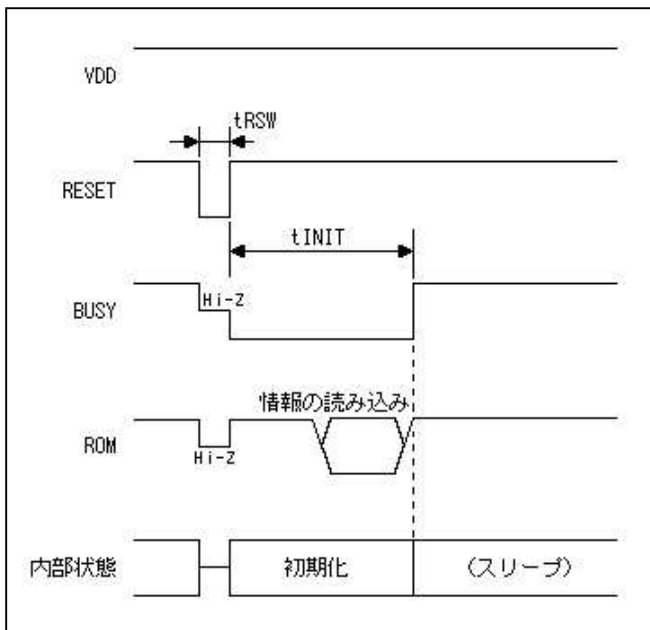 VDD
tRSW
RESET
tINIT
Hi-Z
BUSY
情報の読み込み
ROM
Hi-Z
内部状態 初期化 (スリープ)